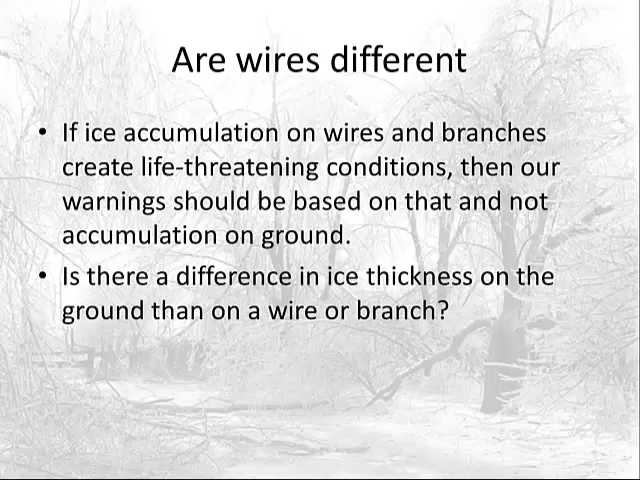 Are wires different
• If ice accumulation on wires and branches
create life-threatening conditions, then our
warnings should be based on that and not
accumulation on ground.
• Is there a difference in ice thickness on the
ground than on a wire or branch?